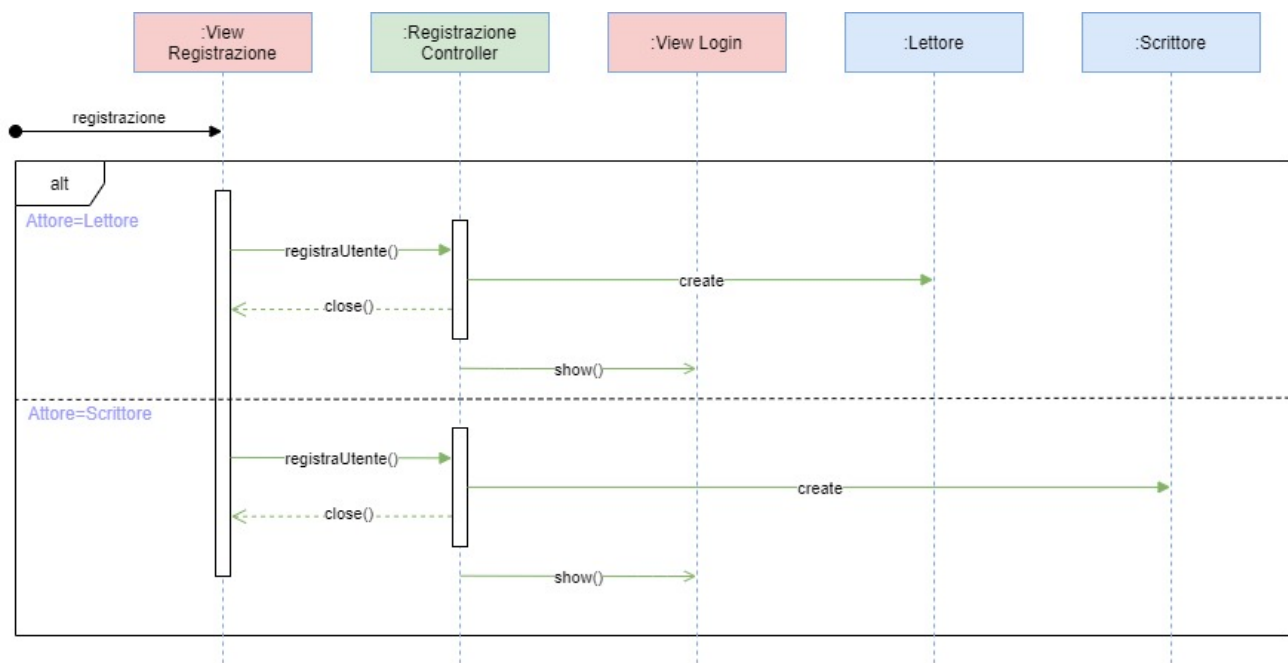 :View
Registrazione
:Registrazione
Controller
:View Login
:Lettore
:Scrittore
registrazione
alt
Attore=Lettore
registraUtente()
create
close()
show()
Attore=Scrittore
registraUtente()
create
close()
show()